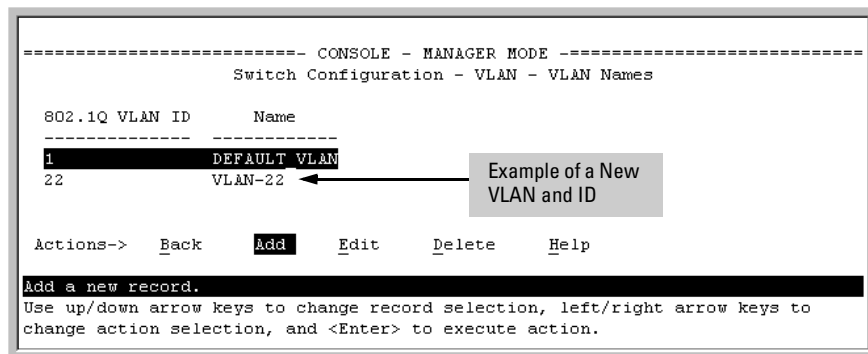 ===========================- CONSOLE - MANAGER MODE -============================
Switch Configuration - VLAN - VLAN Names
802.1Q VLAN ID Name
-------------- ------------
1 DEFAULT_VLAN
22 VLAN-22
Example of a New
VLAN and ID
Actions-> Back Add Edit Delete Help
Add a new record.
Use up/down arrow keys to change record selection, left/right arrow keys to
change action selection, and <Enter> to execute action.